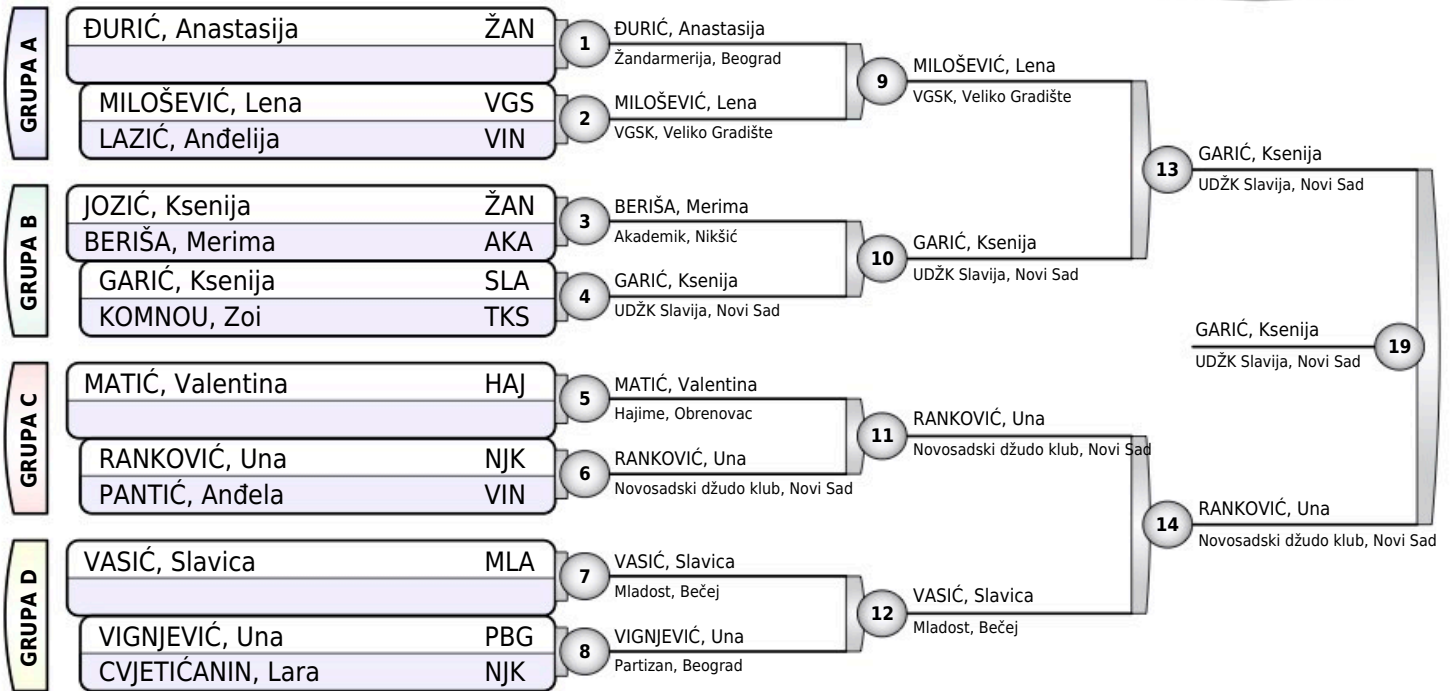 GRUPA A
ĐURIĆ, Anastasija ŽAN
MILOŠEVIĆ, Lena VGS
LAZIĆ, Anđelija VIN
GRUPA B
JOZIĆ, Ksenija ŽAN
BERIŠA, Merima AKA
GARIĆ, Ksenija SLA
KOMNOU, Zoi TKS
GRUPA C
MATIĆ, Valentina HAJ
RANKOVIĆ, Una NJK
PANTIĆ, Anđela VIN
GRUPA D
VASIĆ, Slavica MLA
VIGNJEVIĆ, Una PBG
CVJETIĆANIN, Lara NJK
1
ĐURIĆ, Anastasija
Žandarmerija, Beograd
2
MILOŠEVIĆ, Lena
VGSK, Veliko Gradište
3
BERIŠA, Merima
Akademik, Nikšić
4
GARIĆ, Ksenija
UDŽK Slavija, Novi Sad
5
MATIĆ, Valentina
Hajime, Obrenovac
6
RANKOVIĆ, Una
Novosadski džudo klub, Novi Sad
7
VASIĆ, Slavica
Mladost, Bečej
8
VIGNJEVIĆ, Una
Partizan, Beograd
9
MILOŠEVIĆ, Lena
VGSK, Veliko Gradište
10
GARIĆ, Ksenija
UDŽK Slavija, Novi Sad
11
RANKOVIĆ, Una
Novosadski džudo klub, Novi Sad
12
VASIĆ, Slavica
Mladost, Bečej
13
GARIĆ, Ksenija
UDŽK Slavija, Novi Sad
14
RANKOVIĆ, Una
Novosadski džudo klub, Novi Sad
GARIĆ, Ksenija
UDŽK Slavija, Novi Sad
19